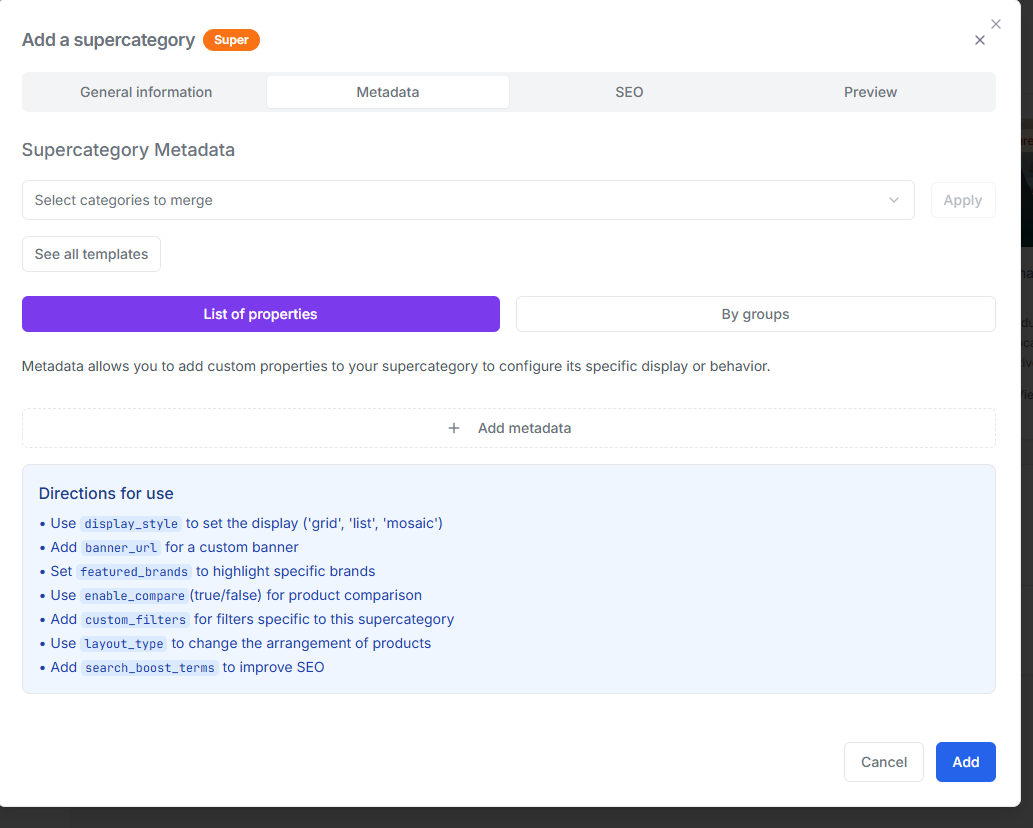 Add a supercategory Super
General information Metadata SEO Preview
Supercategory Metadata
Select categories to merge Apply
See all templates
List of properties By groups
Metadata allows you to add custom properties to your supercategory to configure its specific display or behavior.
+ Add metadata
Directions for use
• Use display_style to set the display ('grid', 'list', 'mosaic')
• Add banner_url for a custom banner
• Set featured_brands to highlight specific brands
• Use enable_compare (true/false) for product comparison
• Add custom_filters for filters specific to this supercategory
• Use layout_type to change the arrangement of products
• Add search_boost_terms to improve SEO
Cancel Add